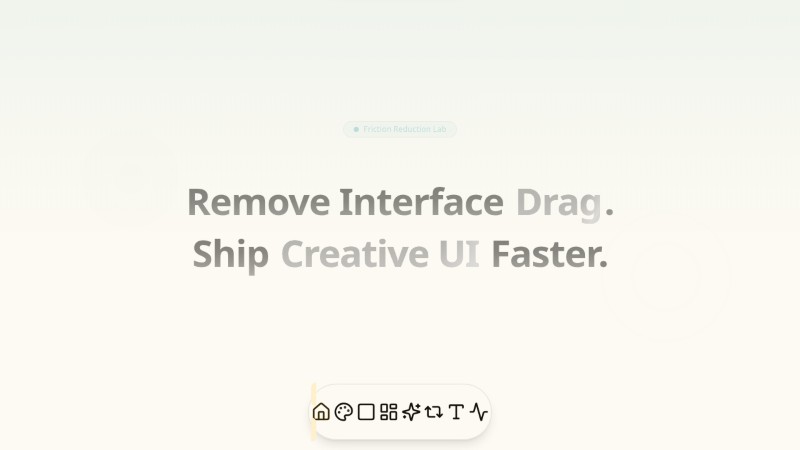 Friction Reduction Lab
Remove Interface Drag.
Ship Creative UI Faster.